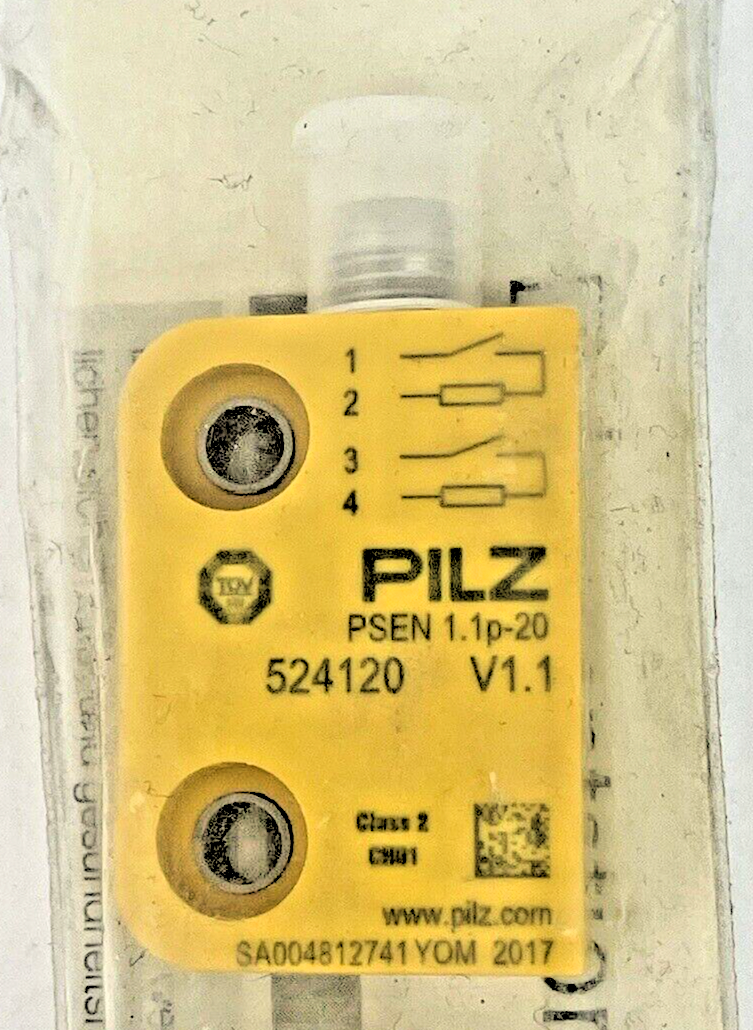 1
2
3
4
TÜV
PILZ
PSEN 1.1p-20
524120 V1.1
Class 2
www.pilz.com
SA004812741 YOM 2017